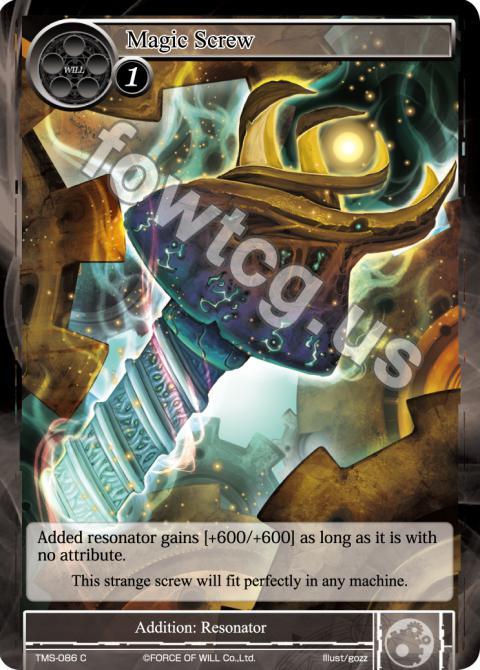 Magic Screw
WILL
1
fowtcg.us
Added resonator gains [+600/+600] as long as it is with
no attribute.
This strange screw will fit perfectly in any machine.
Addition: Resonator
TMS-086 C ©FORCE OF WILL Co.,Ltd. Illust/gozz